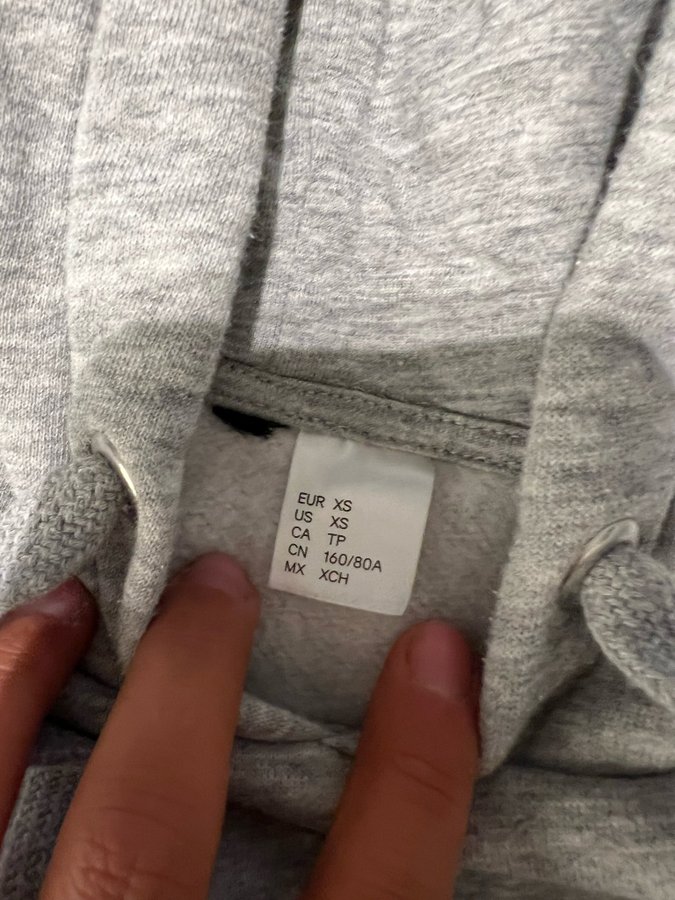 EUR XS
US XS
CA TP
CN 160/80A
MX XCH